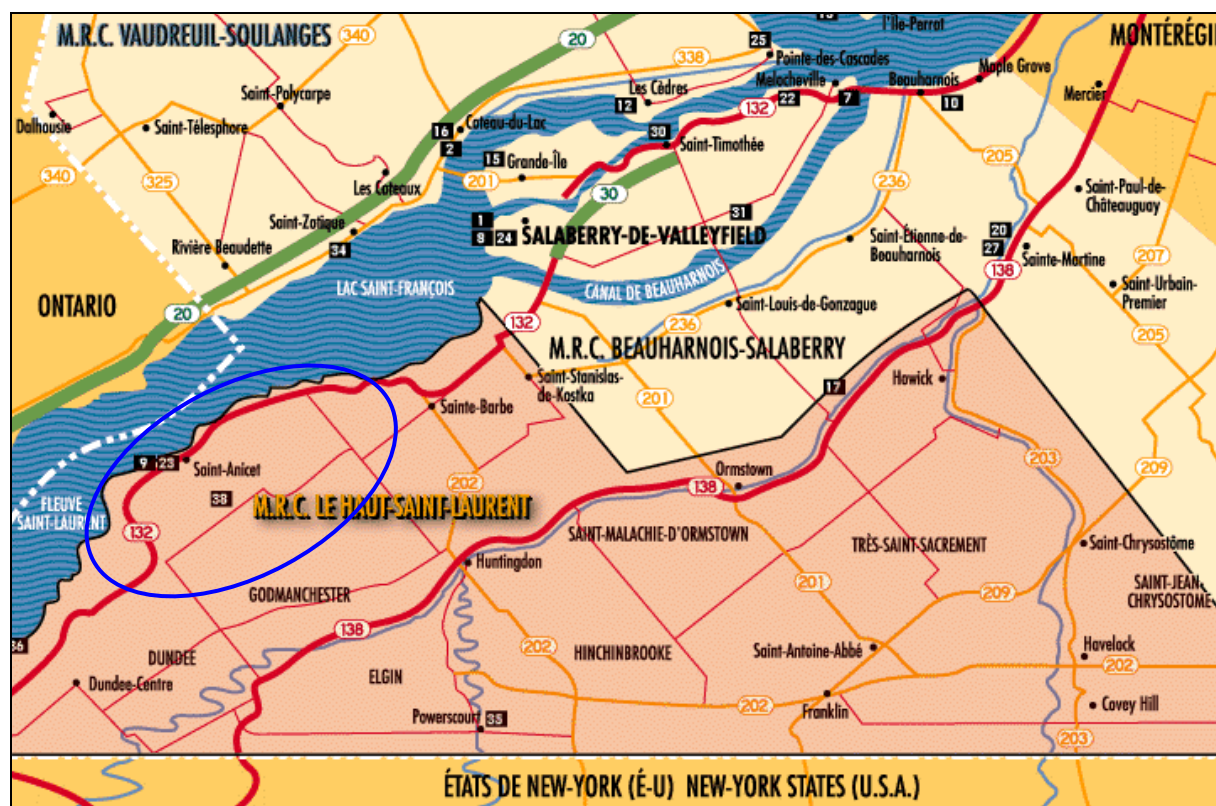 M.R.C. VAUDREUIL-SOULANGES
340
20
338
25
l'Île-Perrot
MONTÉRÉGIE
Pointe-des-Cascades
Melocheville
Beauharnois
Maple Grove
Mercier
Saint-Polycarpe
Les Cèdres
12
22
7
10
132
Dalhousie
Saint-Télesphore
16
Coteau-du-Lac
2
30
Saint-Timothée
15
Grande-Île
201
205
340
325
Les Coteaux
30
236
Saint-Paul-de-
Châteauguay
Saint-Zotique
34
1
8
24
SALABERRY-DE-VALLEYFIELD
31
Saint-Étienne-de-
Beauharnois
20
27
Sainte-Martine
207
Rivière Beaudette
138
LAC SAINT-FRANÇOIS
CANAL DE BEAUHARNOIS
Saint-Urbain-
Premier
ONTARIO
20
Saint-Louis-de-Gonzague
132
236
205
M.R.C. BEAUHARNOIS-SALABERRY
Saint-Stanislas-
de-Kostka
201
17
Howick
Sainte-Barbe
9
23
Saint-Anicet
203
209
Ormstown
202
138
38
M.R.C. LE HAUT-SAINT-LAURENT
FLEUVE
SAINT-LAURENT
132
SAINT-MALACHIE-D'ORMSTOWN
TRÈS-SAINT-SACREMENT
Saint-Chrysostôme
Huntingdon
SAINT-JEAN-
CHRYSOSTOME
201
209
GODMANCHESTER
138
36
DUNDEE
202
HINCHINBROOKE
Saint-Antoine-Abbé
Havelock
202
Dundee-Centre
ELGIN
202
Franklin
Covey Hill
Powerscourt
35
203
ÉTATS DE NEW-YORK (É-U) NEW-YORK STATES (U.S.A.)